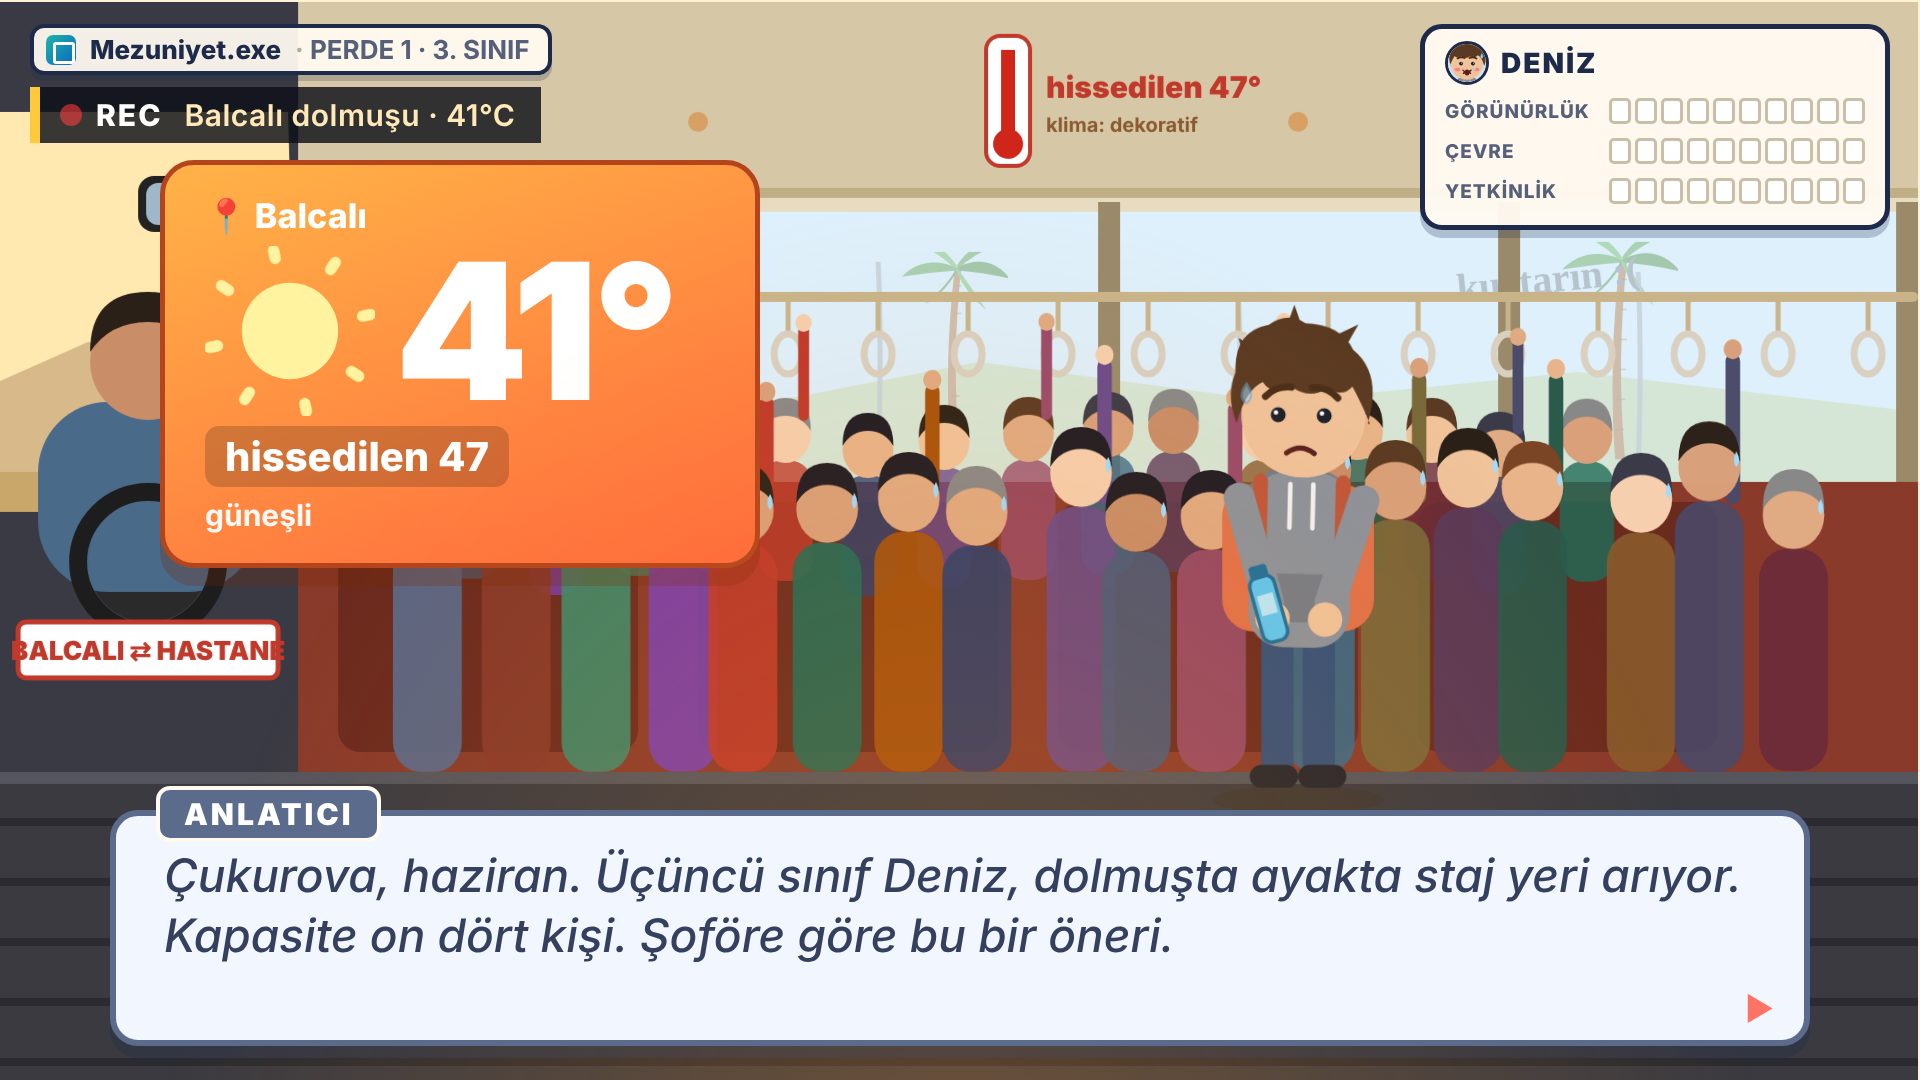 Mezuniyet.exe · PERDE 1 · 3. SINIF
REC Balcalı dolmuşu · 41°C
hissedilen 47°
klima: dekoratif
DENİZ
GÖRÜNÜRLÜK
ÇEVRE
YETKİNLİK
📍 Balcalı
41°
hissedilen 47
güneşli
BALCALI ⇄ HASTANE
ANLATICI
Çukurova, haziran. Üçüncü sınıf Deniz, dolmuşta ayakta staj yeri arıyor.
Kapasite on dört kişi. Şoföre göre bu bir öneri.